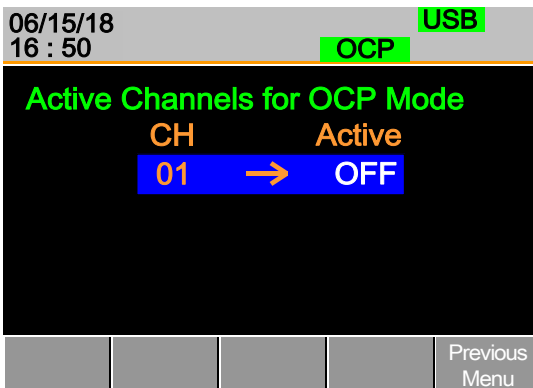 06/15/18
USB
16 : 50
OCP
Active Channels for OCP Mode
CH Active
01 → OFF
Previous
Menu